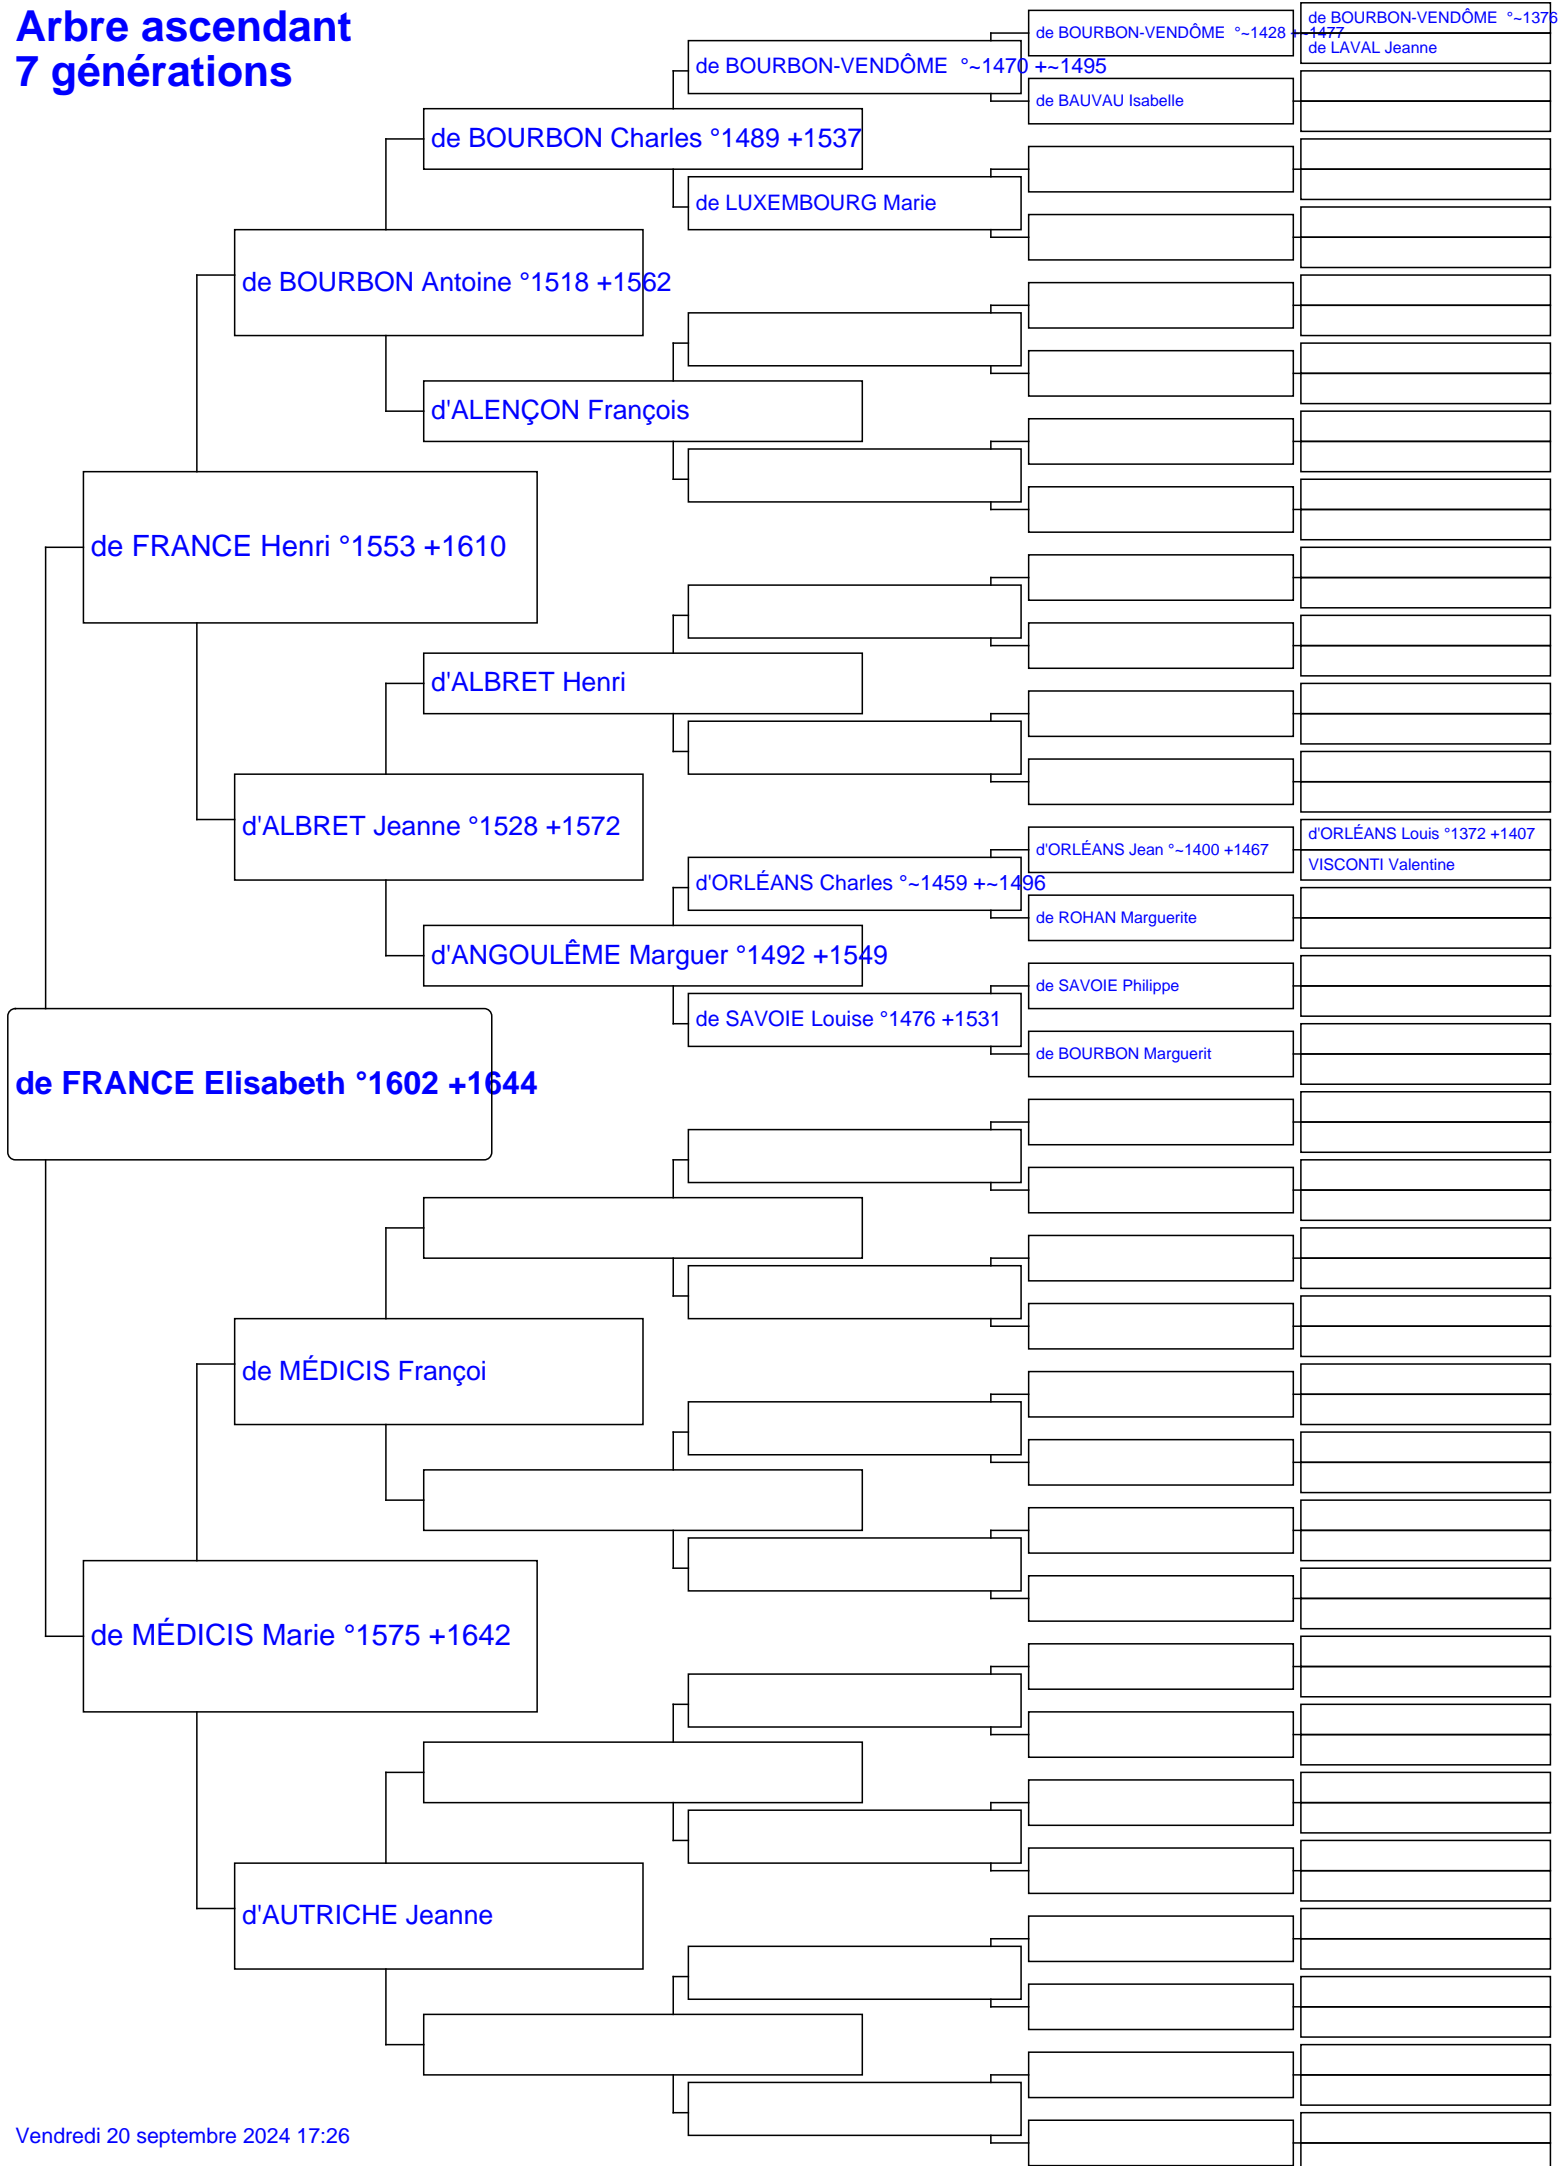 Arbre ascendant
7 générations
de BOURBON-VENDÔME °~1376
de BOURBON-VENDÔME °~1428 +~1477
de LAVAL Jeanne
de BOURBON-VENDÔME °~1470 +~1495
de BAUVAU Isabelle
de BOURBON Charles °1489 +1537
de LUXEMBOURG Marie
de BOURBON Antoine °1518 +1562
d'ALENÇON François
de FRANCE Henri °1553 +1610
d'ALBRET Henri
d'ALBRET Jeanne °1528 +1572
d'ORLÉANS Louis °1372 +1407
d'ORLÉANS Jean °~1400 +1467
VISCONTI Valentine
d'ORLÉANS Charles °~1459 +~1496
de ROHAN Marguerite
d'ANGOULÊME Marguer °1492 +1549
de SAVOIE Philippe
de SAVOIE Louise °1476 +1531
de BOURBON Marguerit
de FRANCE Elisabeth °1602 +1644
de MÉDICIS Françoi
de MÉDICIS Marie °1575 +1642
d'AUTRICHE Jeanne
Vendredi 20 septembre 2024 17:26